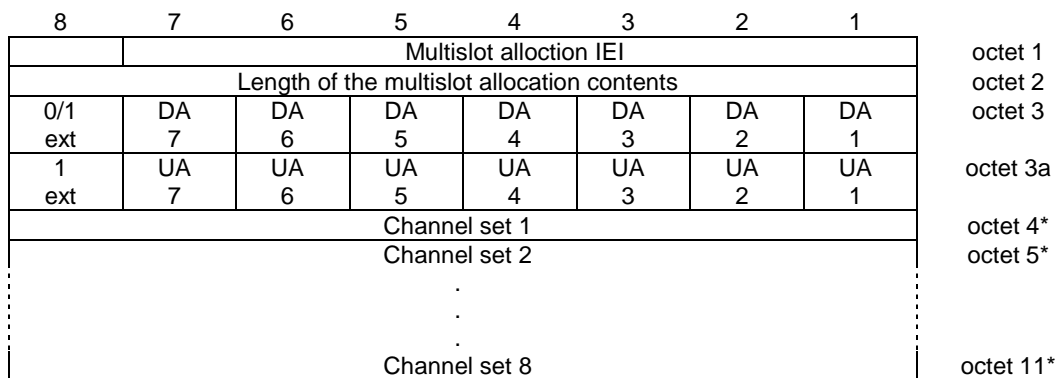 8 7 6 5 4 3 2 1
Multislot alloction IEI octet 1
Length of the multislot allocation contents octet 2
0/1 DA DA DA DA DA DA DA octet 3
ext 7 6 5 4 3 2 1
1 UA UA UA UA UA UA UA octet 3a
ext 7 6 5 4 3 2 1
Channel set 1 octet 4*
Channel set 2 octet 5*
.
.
.
Channel set 8 octet 11*